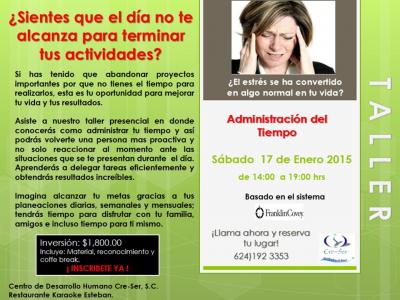 ¿Sientes que el día no te
alcanza para terminar
tus actividades?
Si has tenido que abandonar proyectos
importantes por que no tienes el tiempo para
realizarlos, esta es tu oportunidad para mejorar
tu vida y tus resultados.
Asiste a nuestro taller presencial en donde
conocerás como administrar tu tiempo y así
podrás volverte una persona mas proactiva y
no solo reaccionar al momento ante las
situaciones que se te presentan durante el día.
Aprenderás a delegar tareas eficientemente y
obtendrás resultados increíbles.
Imagina alcanzar tu metas gracias a tus
planeaciones diarias, semanales y mensuales;
tendrás tiempo para disfrutar con tu familia,
amigos e incluso tiempo para ti mismo.
Inversión: $1,800.00
Incluye: Material, reconocimiento y
coffe break.
¡ INSCRIBETE YA !
Centro de Desarrollo Humano Cre-Ser, S.C.
Restaurante Karaoke Esteban.
¿El estrés se ha convertido
en algo normal en tu vida?
Administración del
Tiempo
Sábado 17 de Enero 2015
de 14:00 a 19:00 hrs
Basado en el sistema
FranklinCovey
¡Llama ahora y reserva
tu lugar!
624)192 3353
Cre-Ser
TALLER